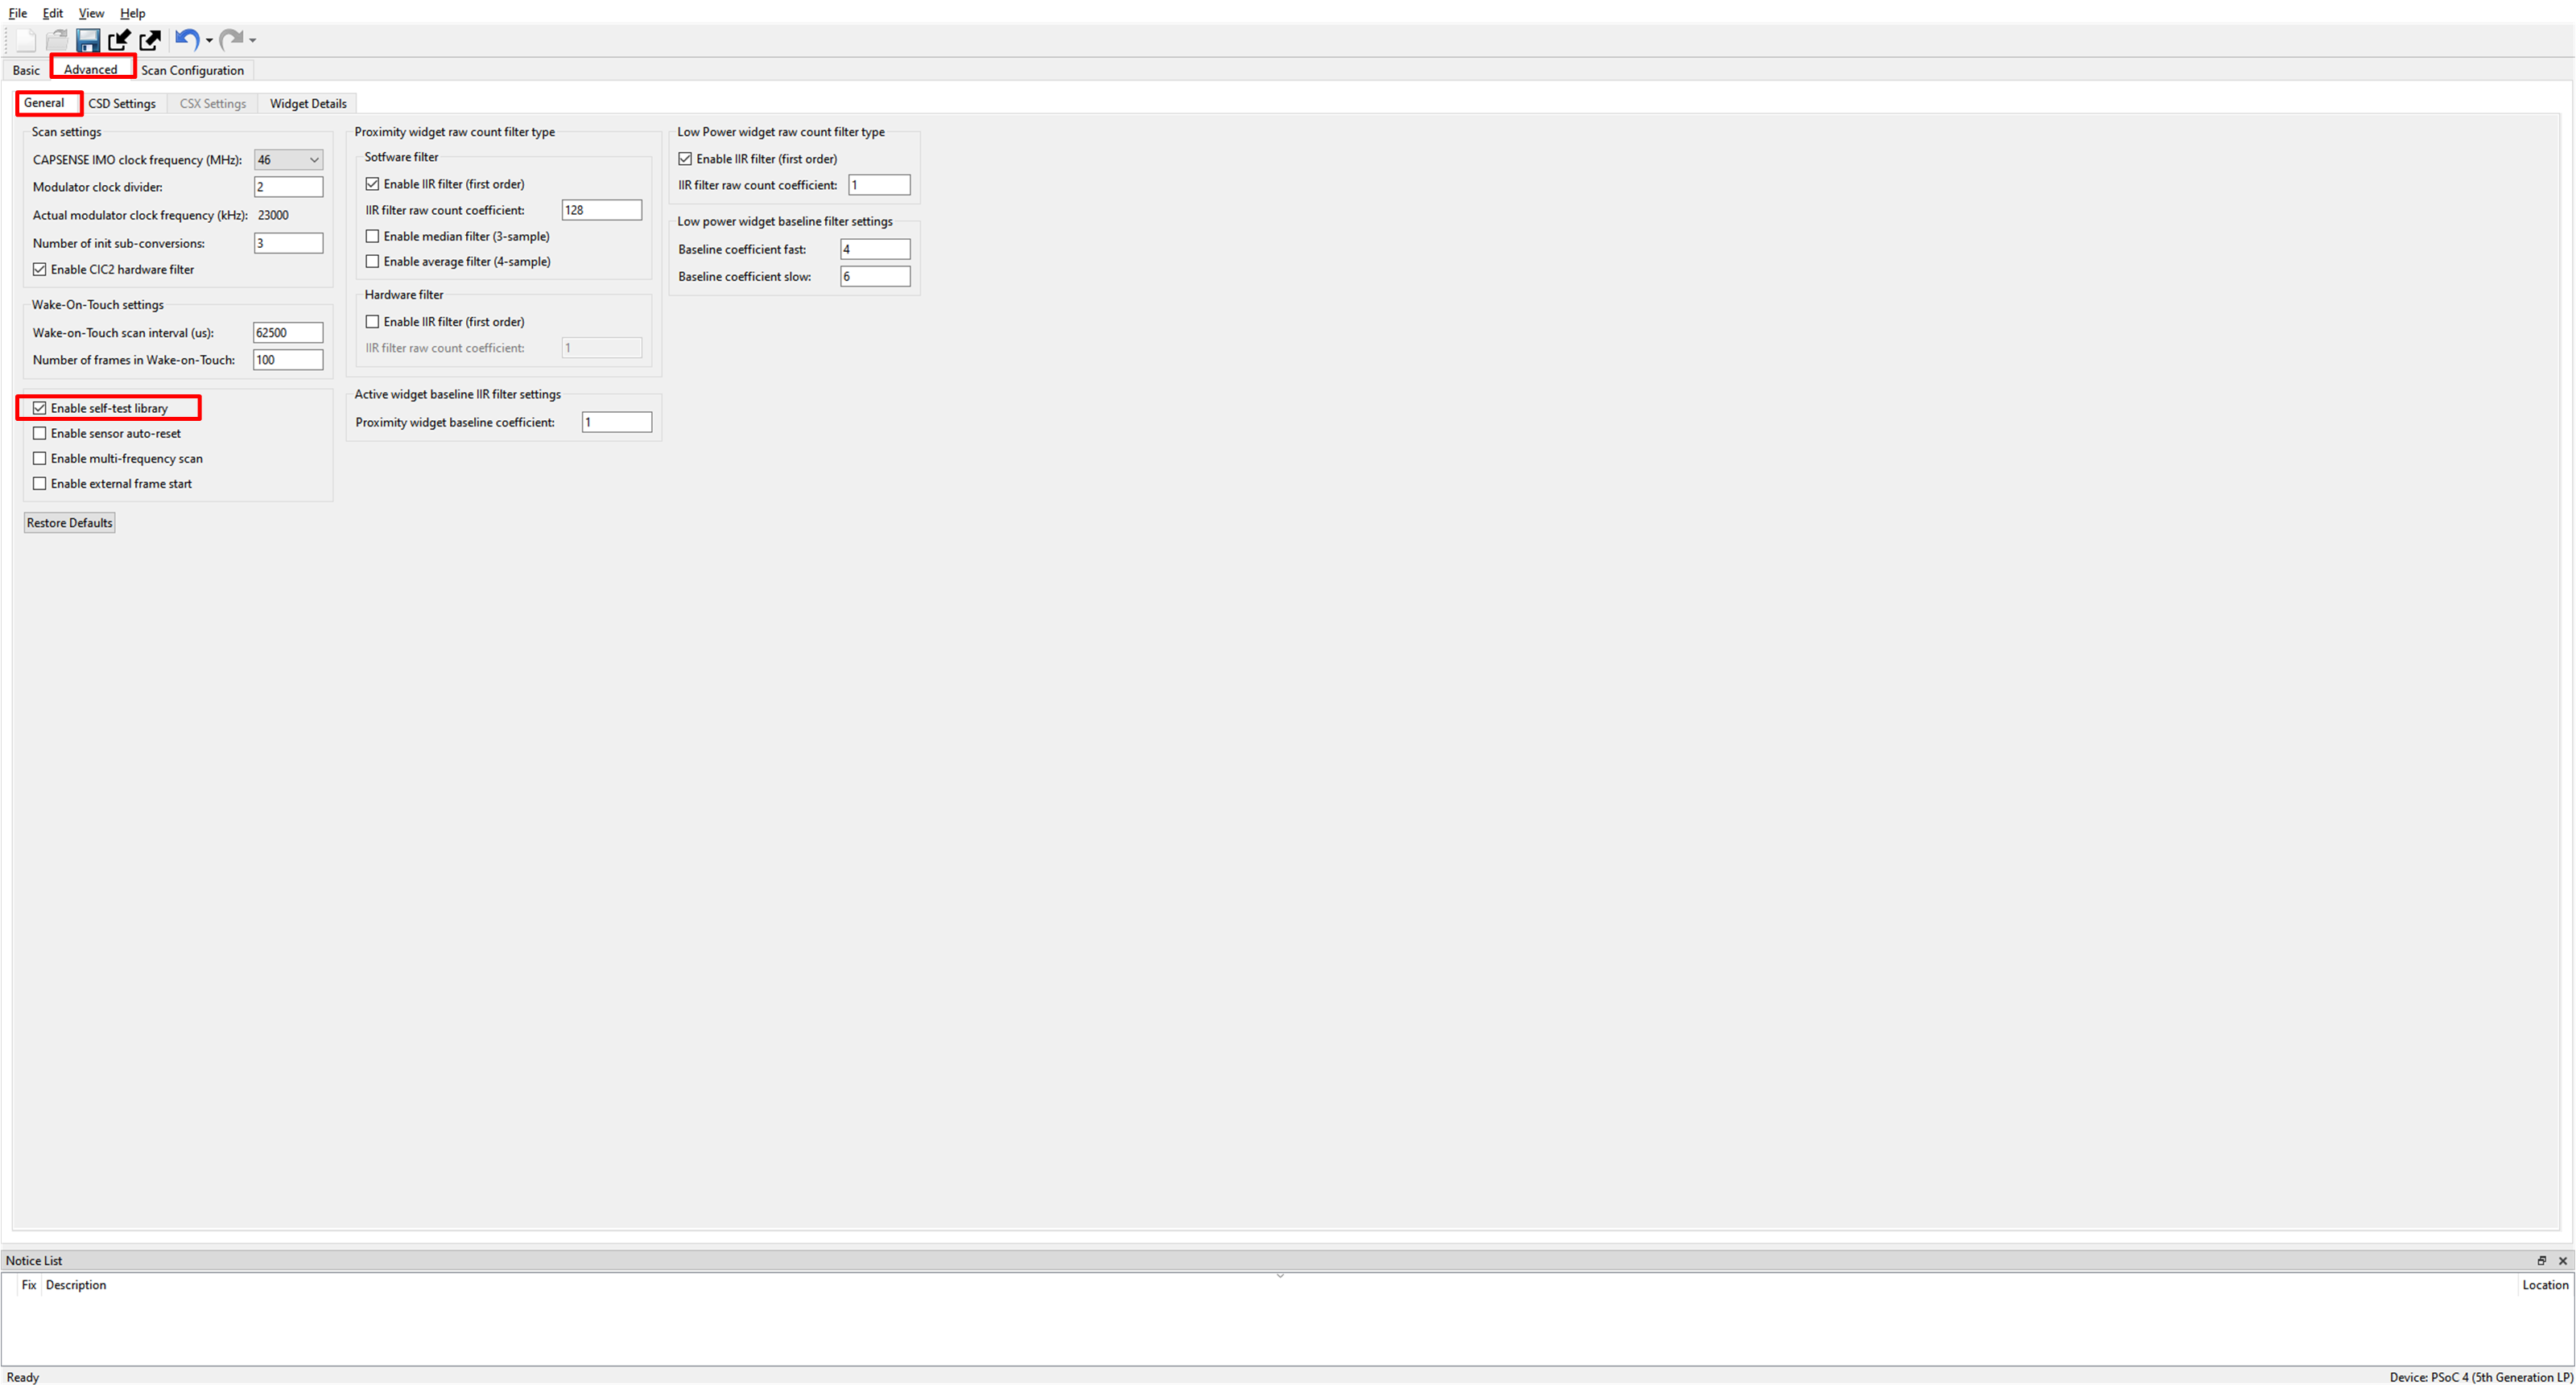 File Edit View Help
Basic Advanced Scan Configuration
General CSD Settings CSX Settings Widget Details
Scan settings
CAPSENSE IMO clock frequency (MHz): 46
Modulator clock divider: 2
Actual modulator clock frequency (kHz): 23000
Number of init sub-conversions: 3
Enable CIC2 hardware filter
Wake-On-Touch settings
Wake-on-Touch scan interval (us): 62500
Number of frames in Wake-on-Touch: 100
Enable self-test library
Enable sensor auto-reset
Enable multi-frequency scan
Enable external frame start
Restore Defaults
Proximity widget raw count filter type
Sotfware filter
Enable IIR filter (first order)
IIR filter raw count coefficient: 128
Enable median filter (3-sample)
Enable average filter (4-sample)
Hardware filter
Enable IIR filter (first order)
IIR filter raw count coefficient: 1
Active widget baseline IIR filter settings
Proximity widget baseline coefficient: 1
Low Power widget raw count filter type
Enable IIR filter (first order)
IIR filter raw count coefficient: 1
Low power widget baseline filter settings
Baseline coefficient fast: 4
Baseline coefficient slow: 6
Notice List
Fix Description Location
Ready Device: PSoC 4 (5th Generation LP)